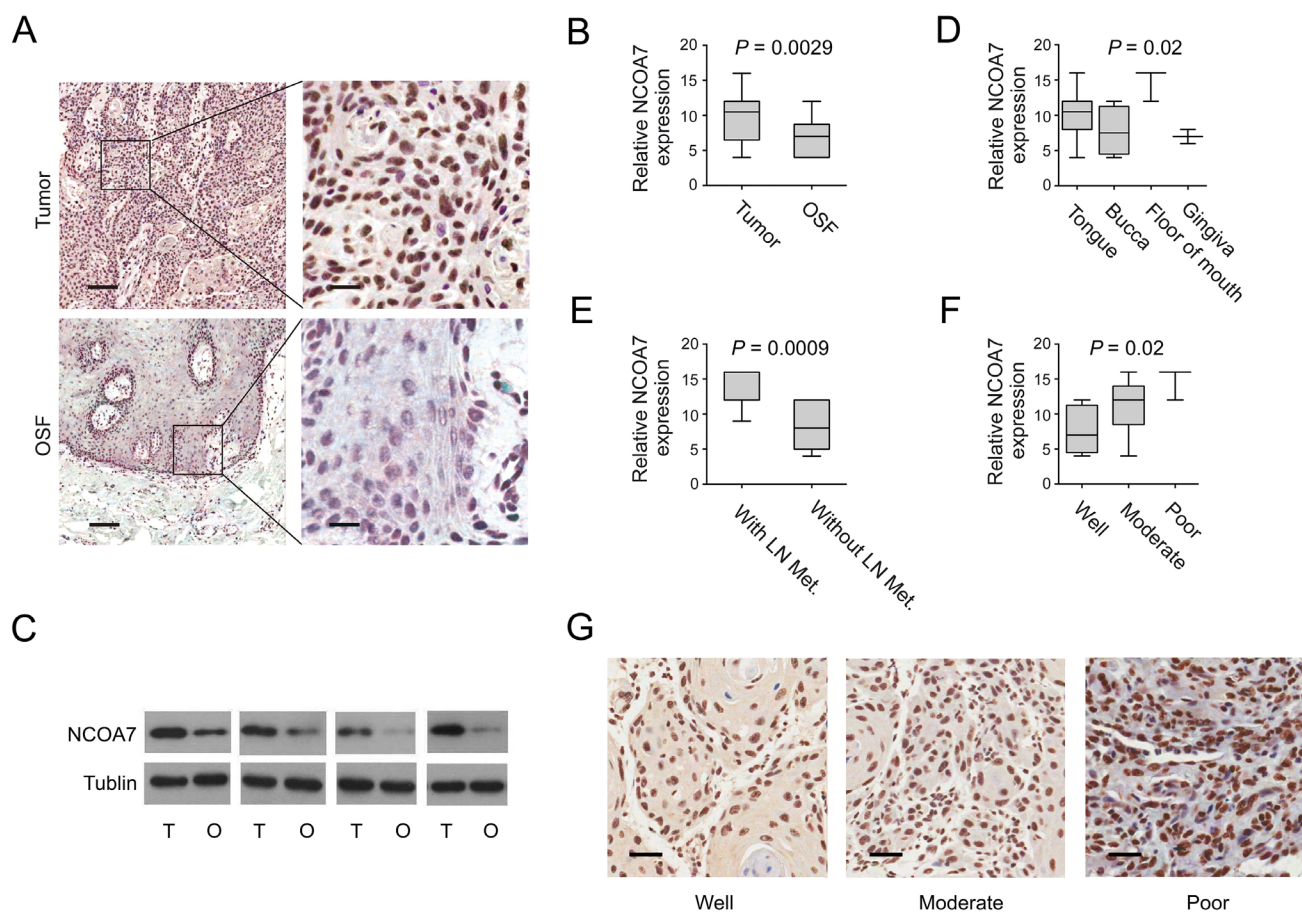 A
Tumor
OSF
B
Relative NCOA7
expression
20
15
10
5
0
P = 0.0029
Tumor
OSF
D
Relative NCOA7
expression
20
15
10
5
0
P = 0.02
Tongue
Bucca
Floor of mouth
Gingiva
E
Relative NCOA7
expression
20
15
10
5
0
P = 0.0009
With LN Met.
Without LN Met.
F
Relative NCOA7
expression
20
15
10
5
0
P = 0.02
Well
Moderate
Poor
C
NCOA7
Tublin
T O T O T O T O
G
Well
Moderate
Poor